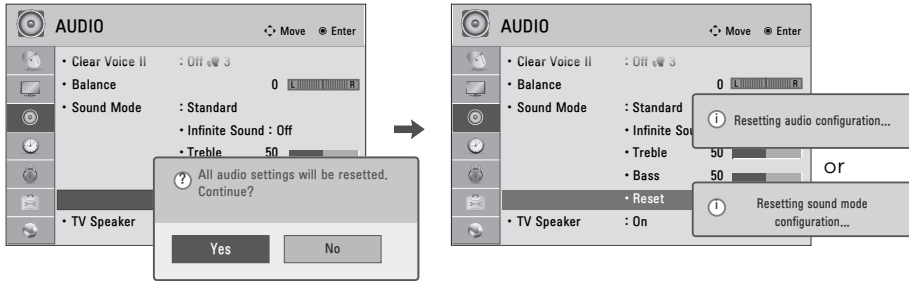 AUDIO
Move Enter
• Clear Voice II : Off 3
• Balance 0 L R
• Sound Mode : Standard
• Infinite Sound : Off
• Treble 50
• TV Speaker
? All audio settings will be resetted.
Continue?
Yes No
AUDIO
Move Enter
• Clear Voice II : Off 3
• Balance 0 L R
• Sound Mode : Standard
• Infinite Sou
• Treble 50
• Bass 50
• Reset
• TV Speaker : On
i Resetting audio configuration...
or
i Resetting sound mode
configuration...